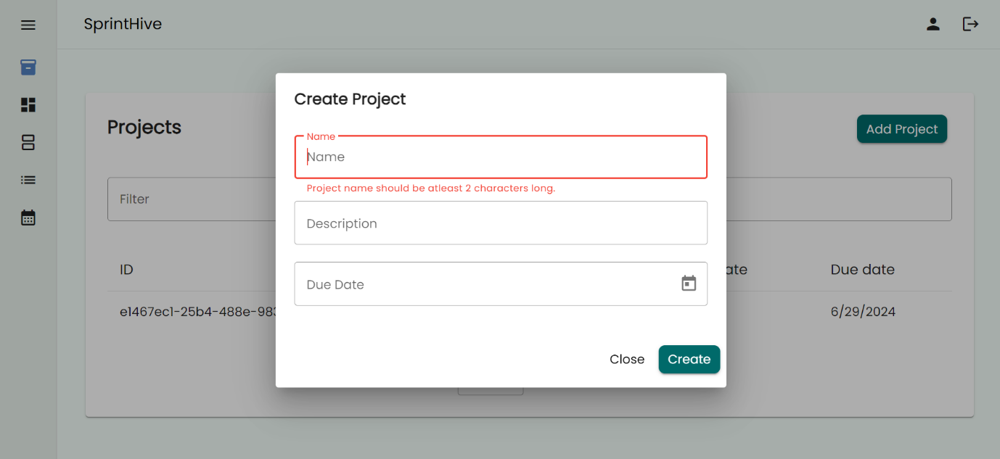 SprintHive
Create Project
Projects
Add Project
Name
Name
Project name should be atleast 2 characters long.
Filter
Description
ID
Due date
Due Date
e1467ec1-25b4-488e-983
6/29/2024
Close
Create